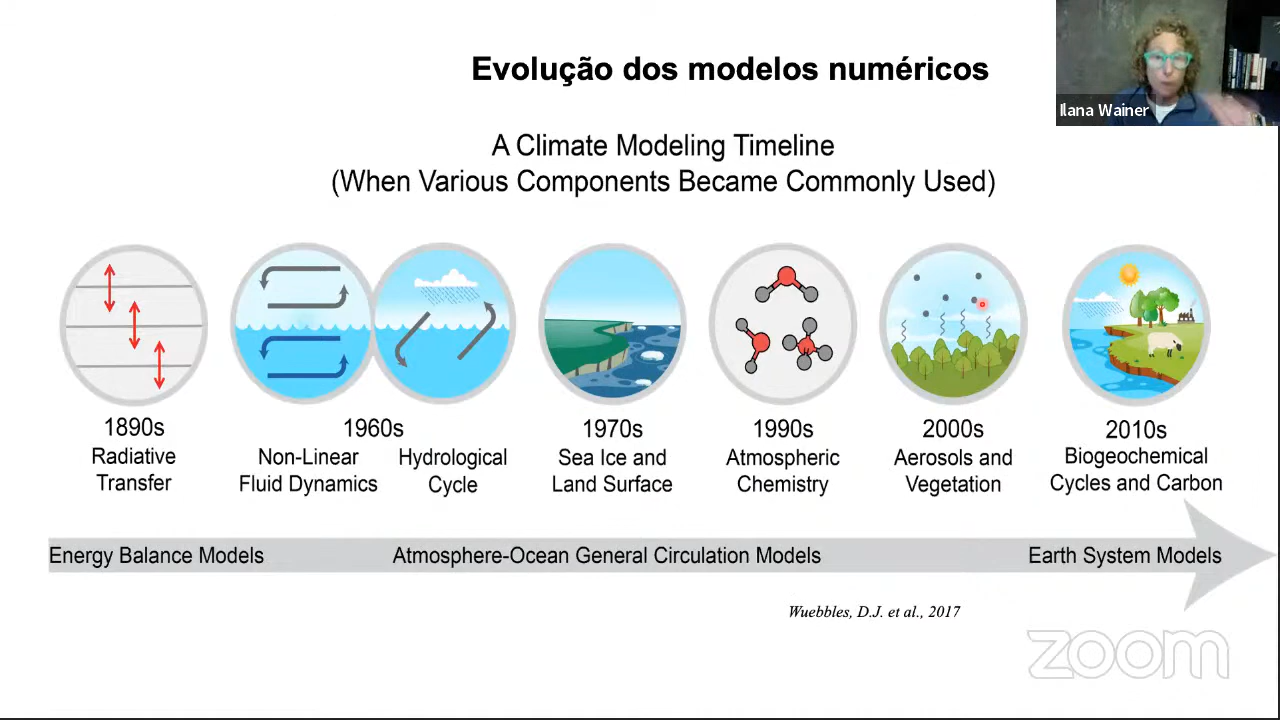 Evolução dos modelos numéricos
Ilana Wainer
A Climate Modeling Timeline
(When Various Components Became Commonly Used)
1890s
Radiative
Transfer
1960s
Non-Linear
Fluid Dynamics
Hydrological
Cycle
1970s
Sea Ice and
Land Surface
1990s
Atmospheric
Chemistry
2000s
Aerosols and
Vegetation
2010s
Biogeochemical
Cycles and Carbon
Energy Balance Models
Atmosphere-Ocean General Circulation Models
Earth System Models
Wuebbles, D.J. et al., 2017
zoom